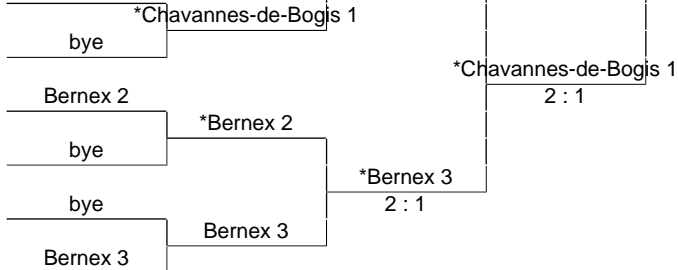 *Chavannes-de-Bogis 1
bye
*Chavannes-de-Bogis 1
2 : 1
Bernex 2
*Bernex 2
bye
*Bernex 3
2 : 1
bye
Bernex 3
Bernex 3